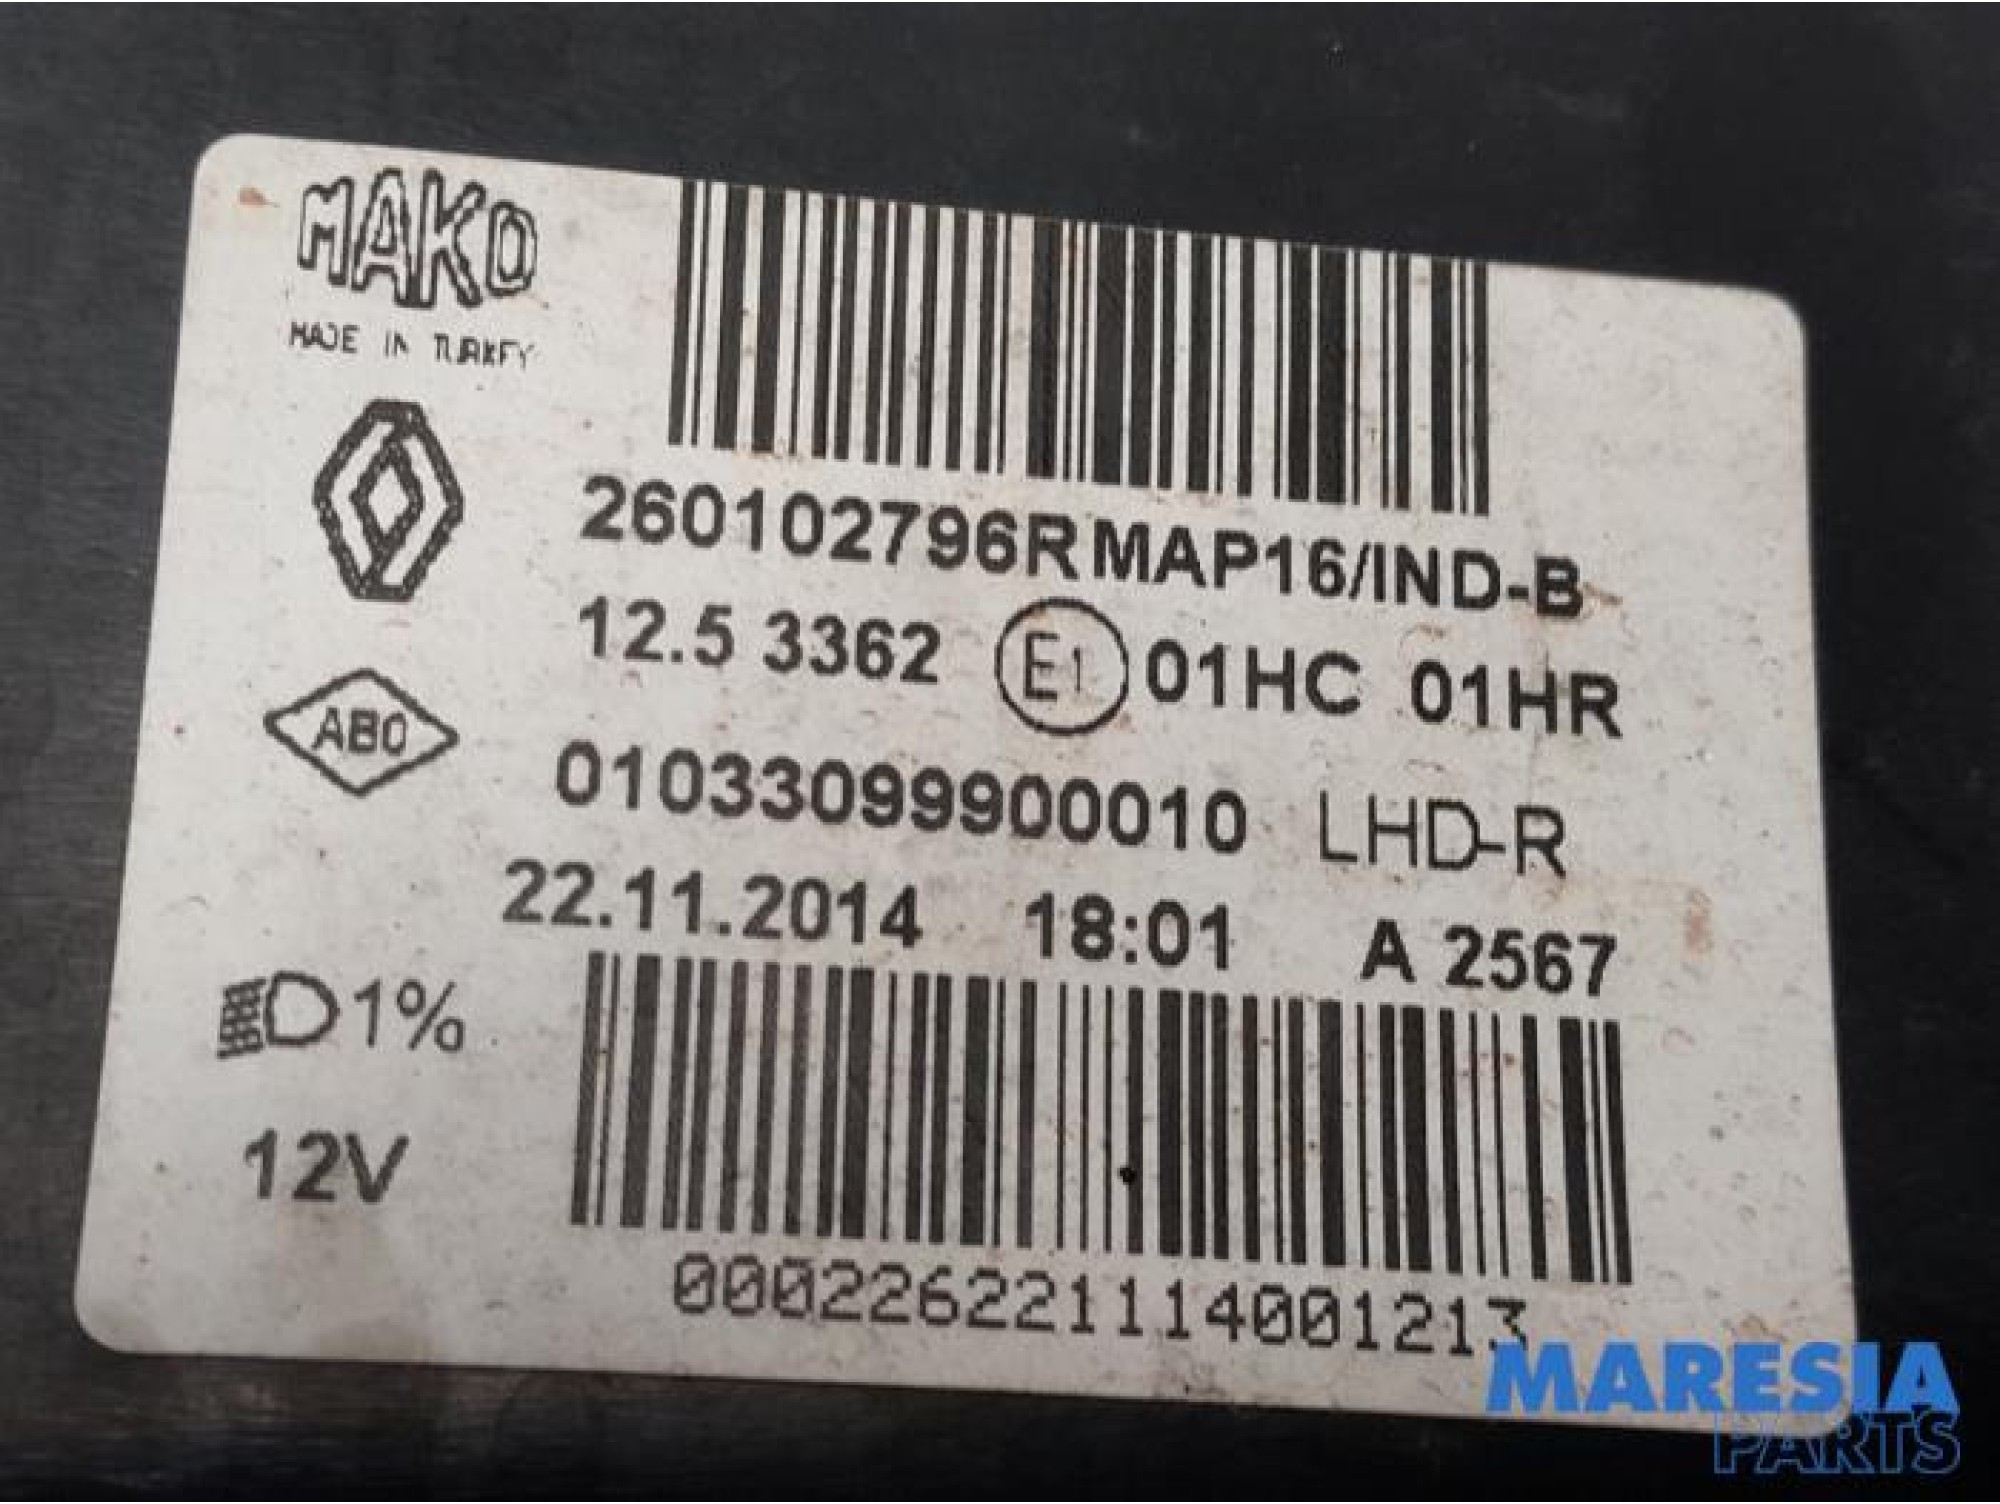 MAKO
MADE IN TURKEY
260102796R MAP16/IND-B
12.5 3362 E1 01HC 01HR
ABO
01033099900010 LHD-R
22.11.2014 18:01 A 2567
1%
12V
000226221114001213
MARESIA
PARTS